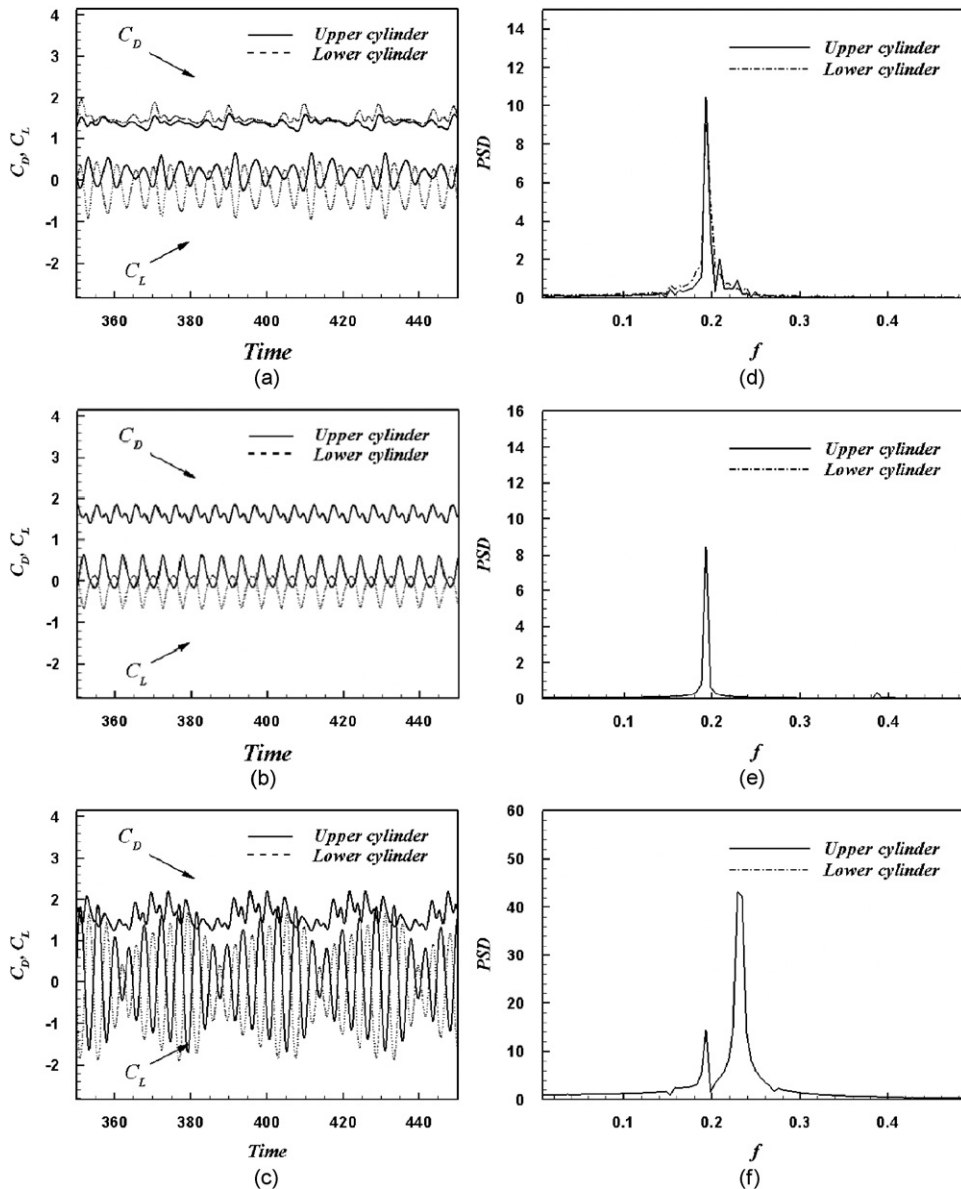 4
3
2
1
0
-1
-2
C_D, C_L
C_D
C_L
Upper cylinder
Lower cylinder
360 380 400 420 440
Time
(a)
14
12
10
8
6
4
2
0
PSD
Upper cylinder
Lower cylinder
0.1 0.2 0.3 0.4
f
(d)
4
3
2
1
0
-1
-2
C_D, C_L
C_D
C_L
Upper cylinder
Lower cylinder
360 380 400 420 440
Time
(b)
16
14
12
10
8
6
4
2
0
PSD
Upper cylinder
Lower cylinder
0.1 0.2 0.3 0.4
f
(e)
4
3
2
1
0
-1
-2
C_D, C_L
C_D
C_L
Upper cylinder
Lower cylinder
360 380 400 420 440
Time
(c)
60
50
40
30
20
10
0
PSD
Upper cylinder
Lower cylinder
0.1 0.2 0.3 0.4
f
(f)